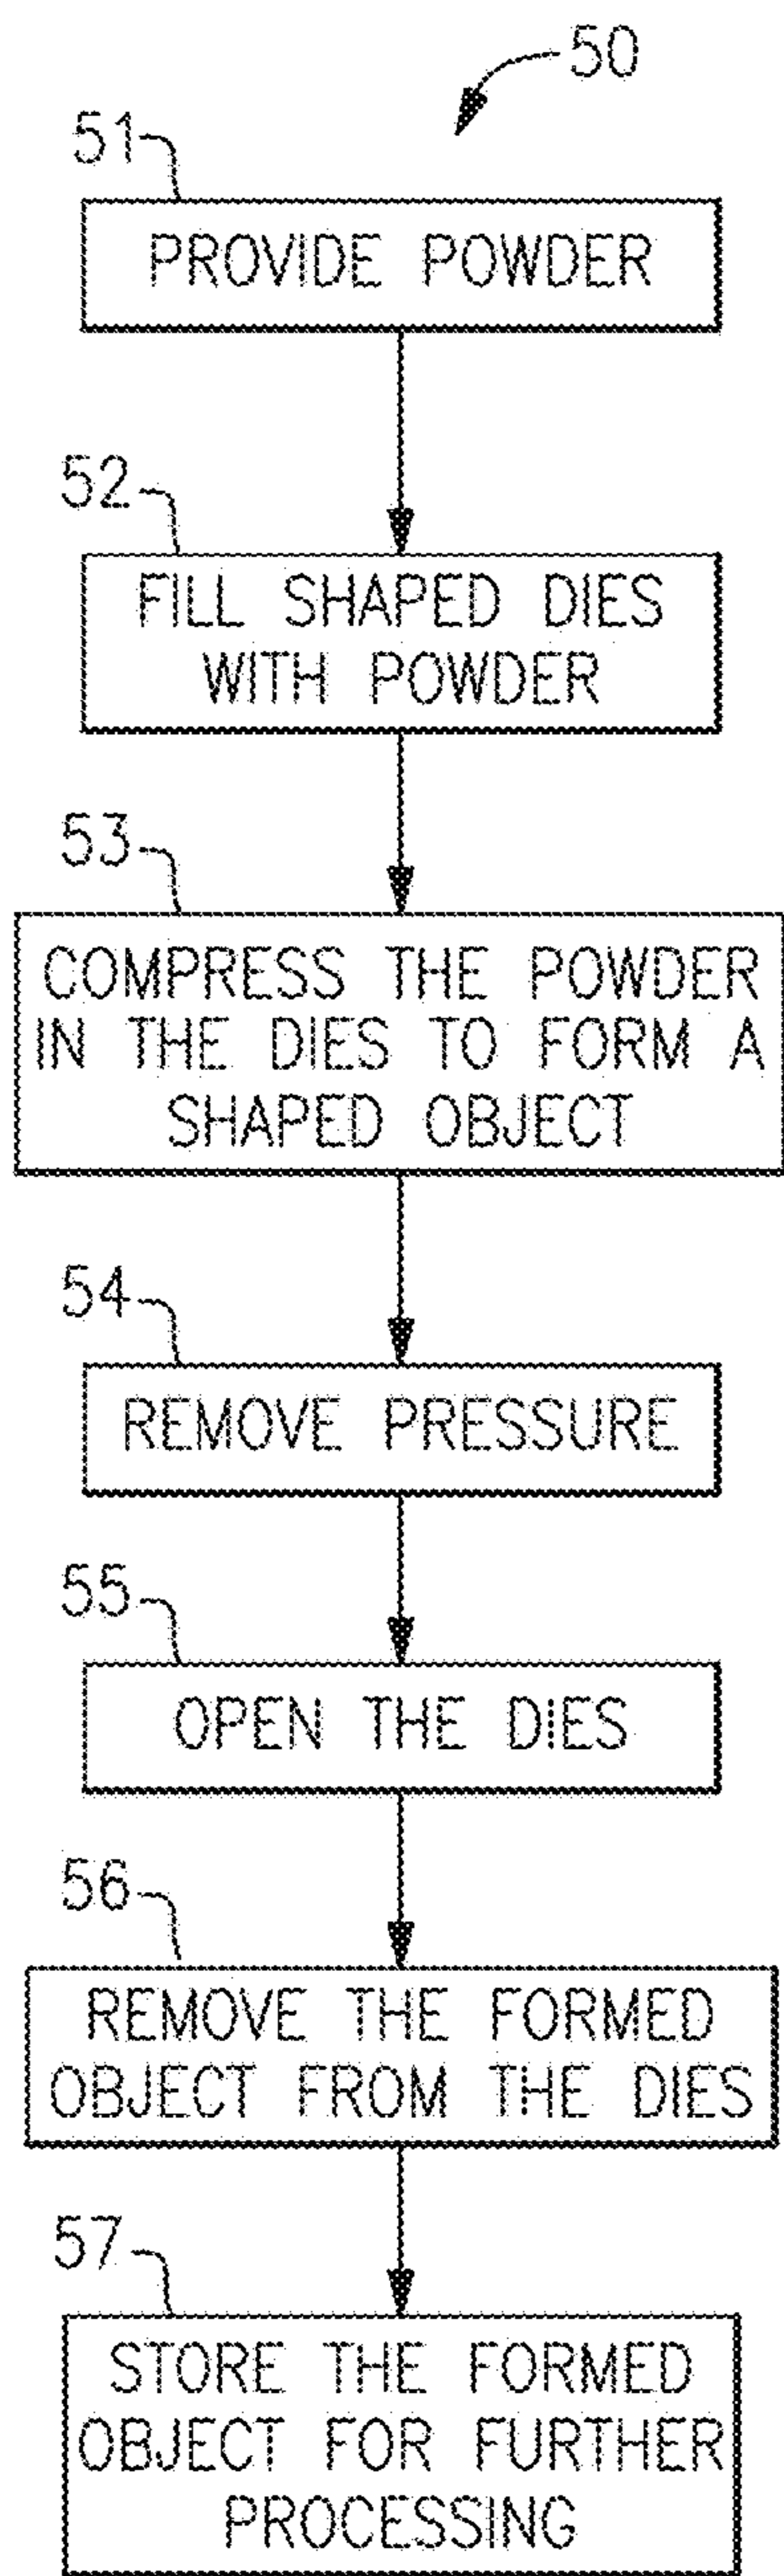 50
51
PROVIDE POWDER
52
FILL SHAPED DIES
WITH POWDER
53
COMPRESS THE POWDER
IN THE DIES TO FORM A
SHAPED OBJECT
54
REMOVE PRESSURE
55
OPEN THE DIES
56
REMOVE THE FORMED
OBJECT FROM THE DIES
57
STORE THE FORMED
OBJECT FOR FURTHER
PROCESSING